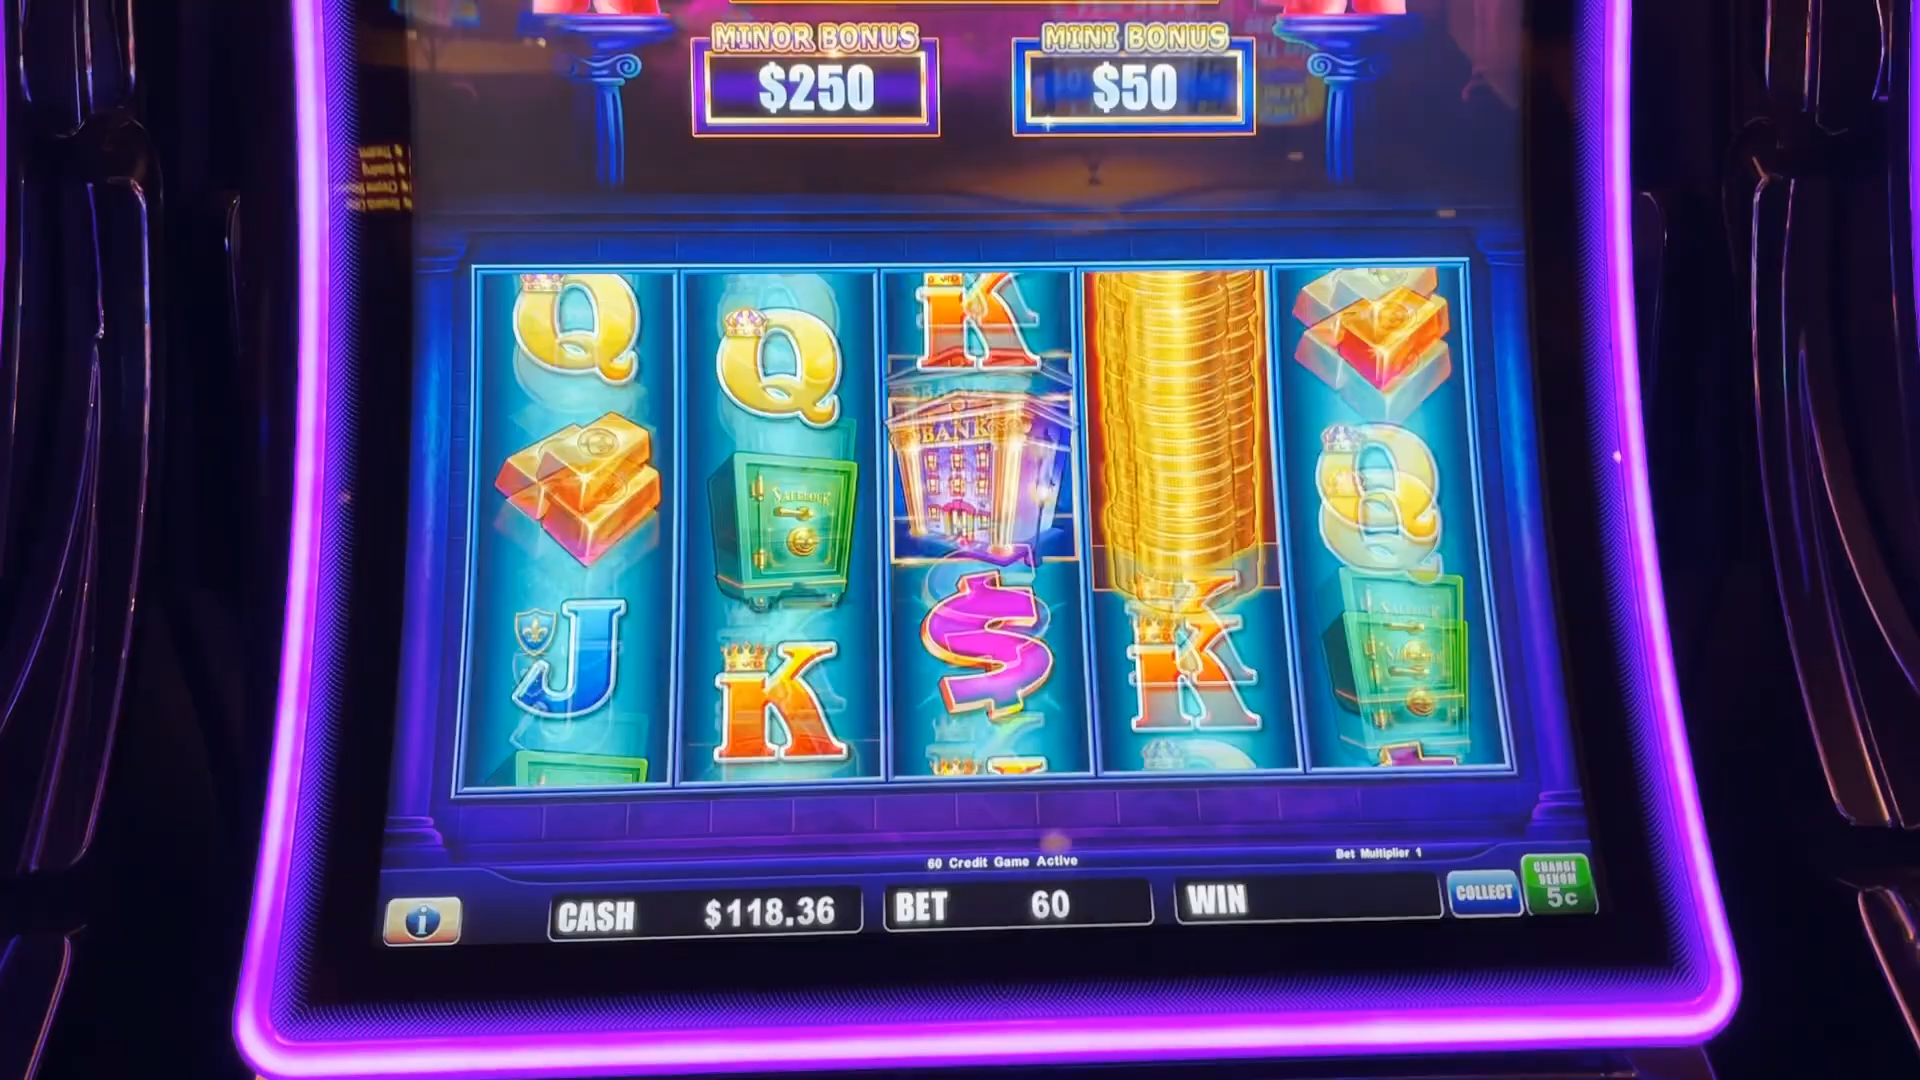 MINOR BONUS
$250
MINI BONUS
$50
Q
J
Q
SAFELOCK
K
K
BANK
$
K
Q
60 Credit Game Active
Bet Multiplier 1
CASH $118.36
BET 60
WIN
COLLECT
CHANGE
DENOM
5¢
i